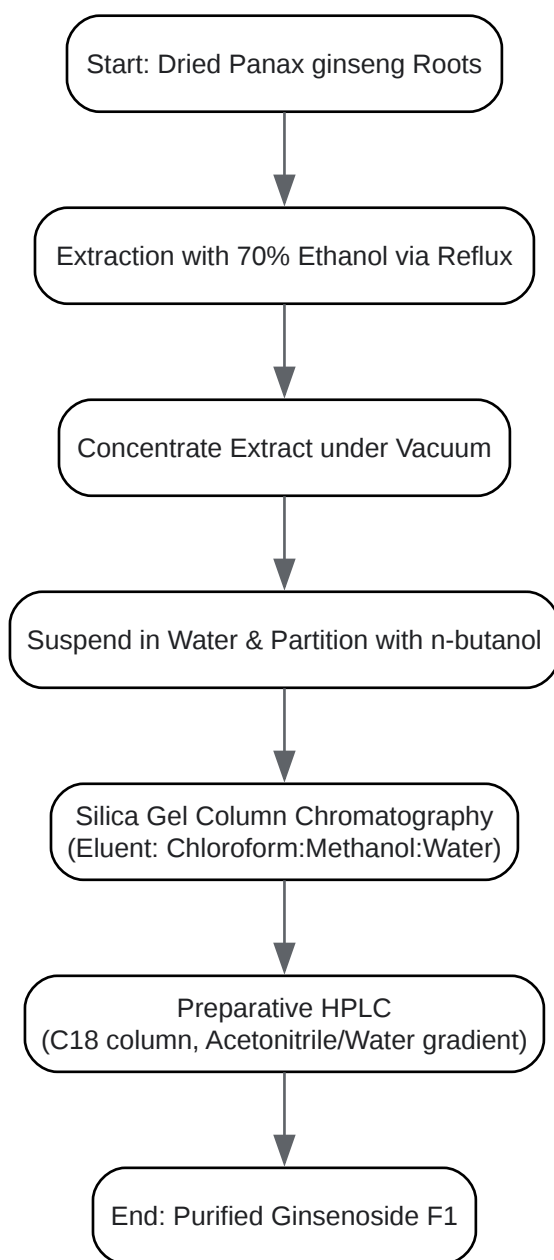 Start: Dried Panax ginseng Roots
Extraction with 70% Ethanol via Reflux
Concentrate Extract under Vacuum
Suspend in Water & Partition with n-butanol
Silica Gel Column Chromatography
(Eluent: Chloroform:Methanol:Water)
Preparative HPLC
(C18 column, Acetonitrile/Water gradient)
End: Purified Ginsenoside F1